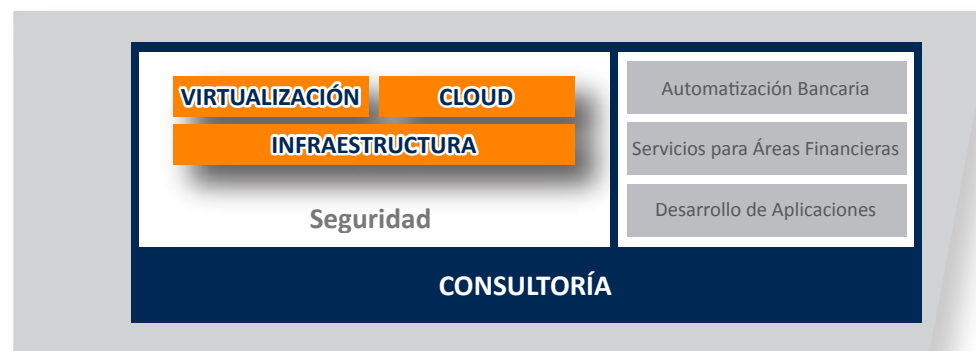 VIRTUALIZACIÓN
CLOUD
INFRAESTRUCTURA
Seguridad
Automatización Bancaria
Servicios para Áreas Financieras
Desarrollo de Aplicaciones
CONSULTORÍA